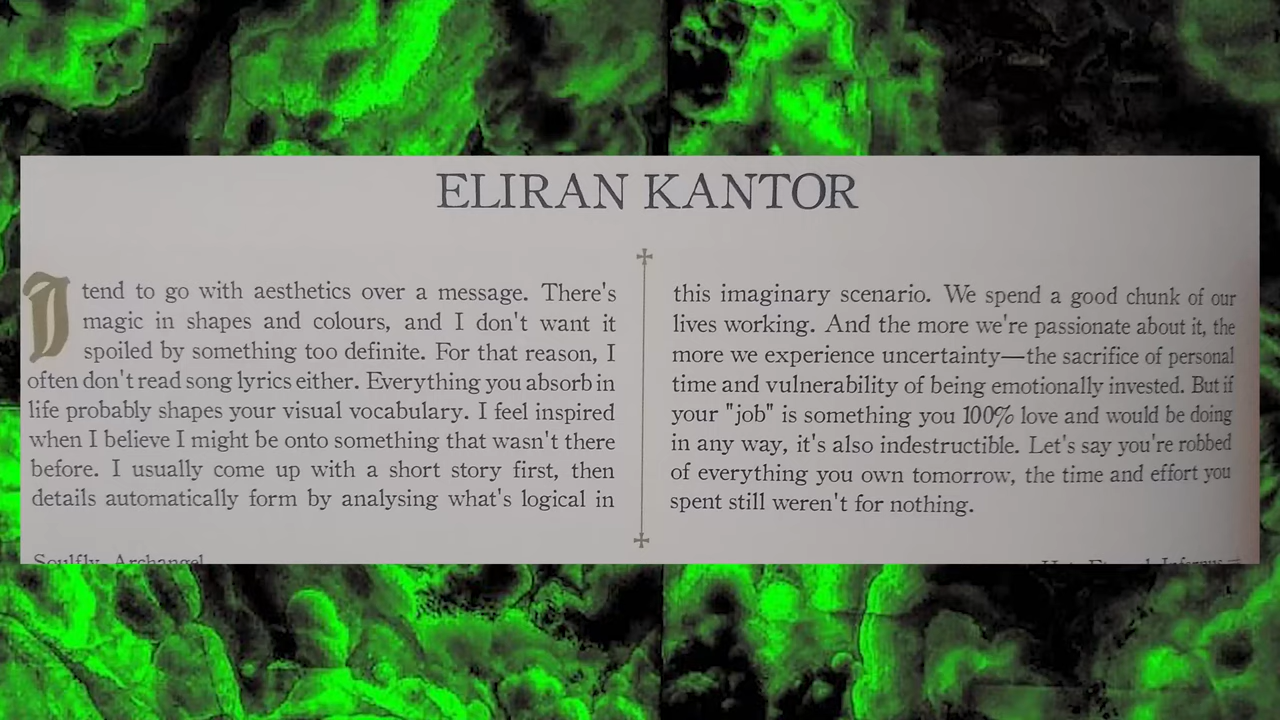 ELIRAN KANTOR
I tend to go with aesthetics over a message. There's
magic in shapes and colours, and I don't want it
spoiled by something too definite. For that reason, I
often don't read song lyrics either. Everything you absorb in
life probably shapes your visual vocabulary. I feel inspired
when I believe I might be onto something that wasn't there
before. I usually come up with a short story first, then
details automatically form by analysing what's logical in
this imaginary scenario. We spend a good chunk of our
lives working. And the more we're passionate about it, the
more we experience uncertainty—the sacrifice of personal
time and vulnerability of being emotionally invested. But if
your "job" is something you 100% love and would be doing
in any way, it's also indestructible. Let's say you're robbed
of everything you own tomorrow, the time and effort you
spent still weren't for nothing.
Soulfly, Archangel